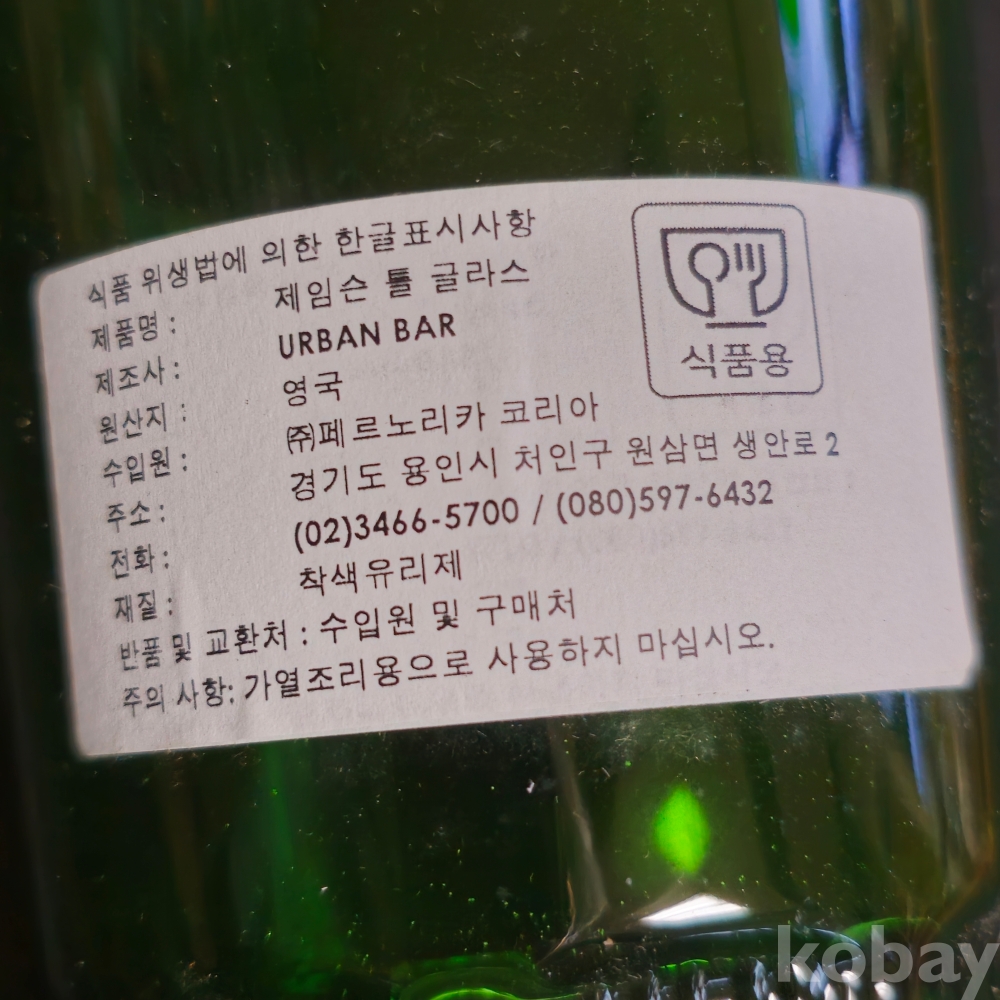 식품 위생법에 의한 한글표시사항
제품명 : 제임슨 톨 글라스
제조사 : URBAN BAR
원산지 : 영국
수입원 : ㈜페르노리카 코리아
주소 : 경기도 용인시 처인구 원삼면 생안로 2
전화 : (02)3466-5700 / (080)597-6432
재질 : 착색유리제
반품 및 교환처 : 수입원 및 구매처
주의 사항: 가열조리용으로 사용하지 마십시오.
식품용
kobay